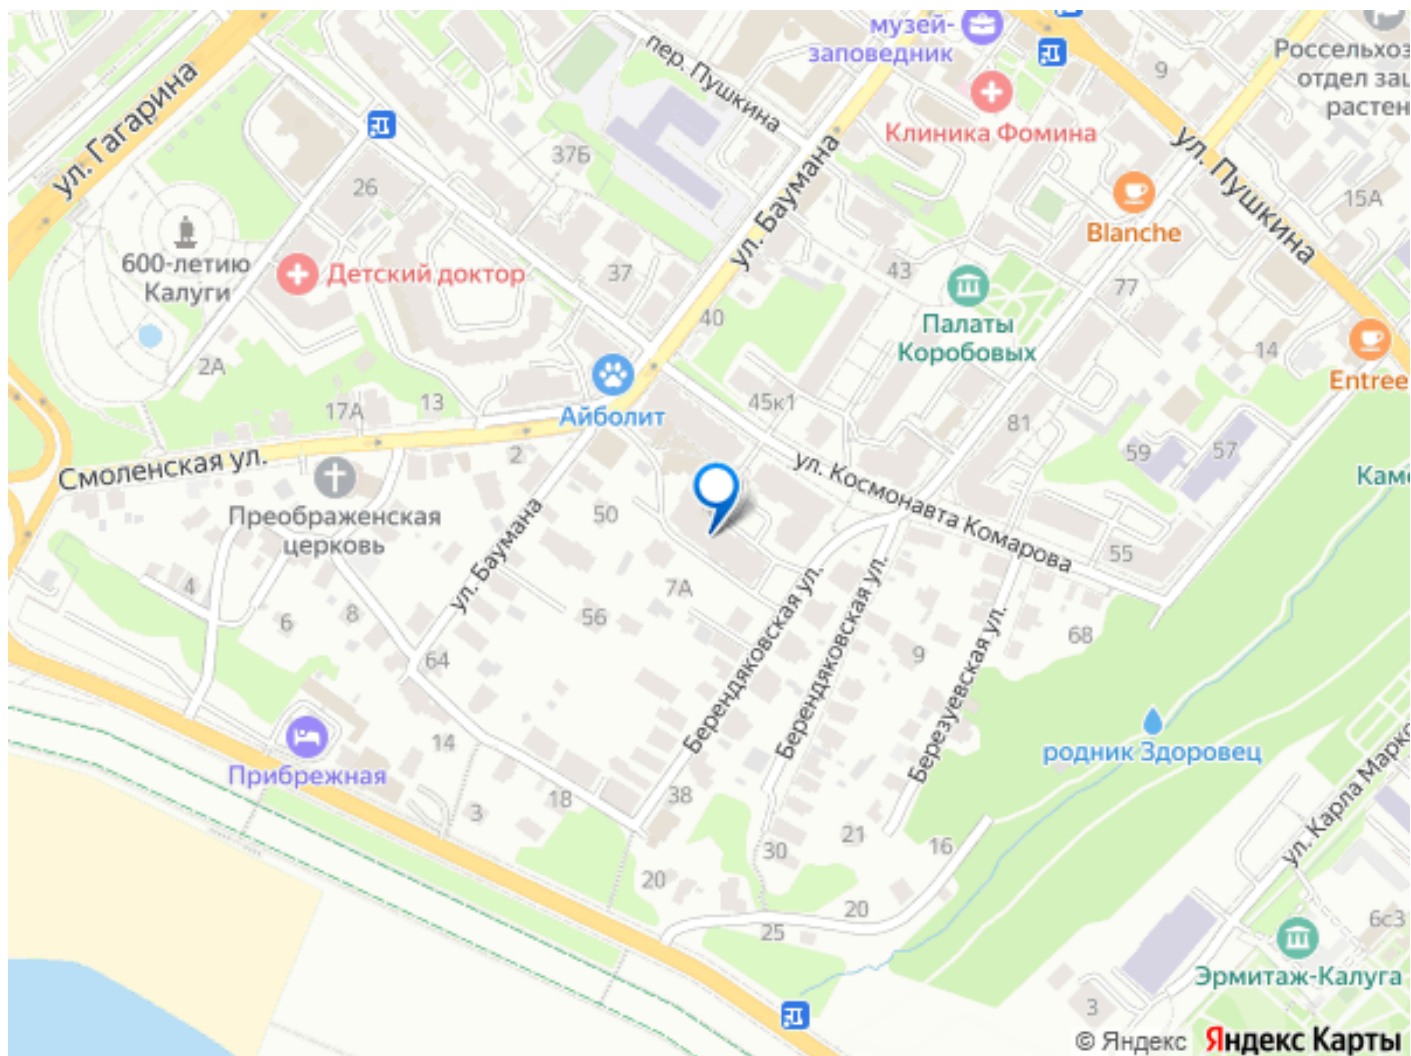 музей-
заповедник
Россельхоз
отдел защ
растен
9
пер. Пушкина
ул. Гагарина
Клиника Фомина
ул. Пушкина
37Б
ул. Баумана
26
Blanche
15А
600-летию
Калуги
Детский доктор
37
43
77
Палаты
Коробовых
40
14
2А
Entree
17А
13
Айболит
45к1
81
59
57
Смоленская ул.
2
ул. Космонавта Комарова
Каме
Преображенская
церковь
50
ул. Баумана
55
4
6
8
56
7А
Берендяковская ул.
Берендяковская ул.
9
Березуевская ул.
68
64
родник Здоровец
14
Прибрежная
3
18
38
21
16
ул. Карла Маркс
30
20
20
25
6с3
Эрмитаж-Калуга
3
© Яндекс Яндекс Карты